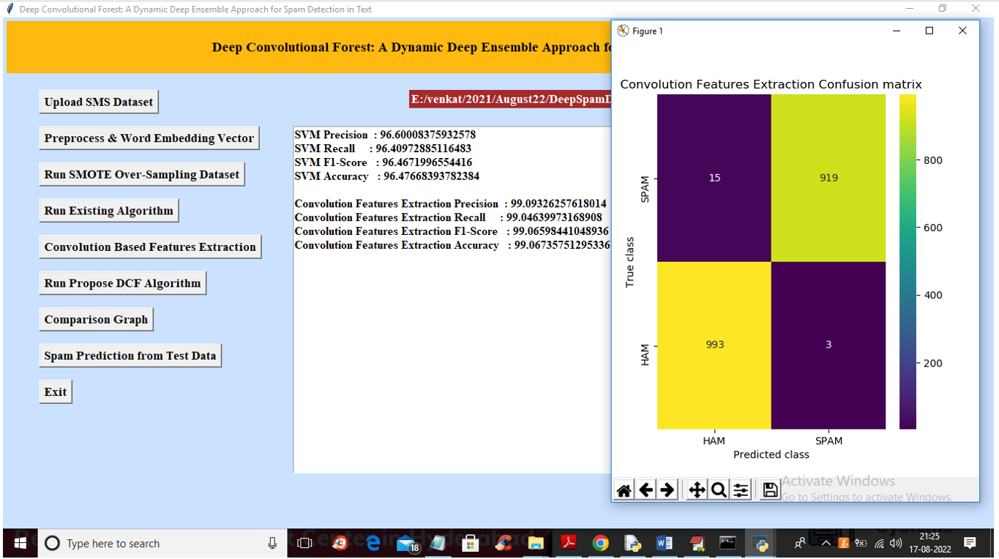 Deep Convolutional Forest: A Dynamic Deep Ensemble Approach for Spam Detection in Text
Deep Convolutional Forest: A Dynamic Deep Ensemble Approach fo
Upload SMS Dataset
E:/venkat/2021/August22/DeepSpamD
Preprocess & Word Embedding Vector
Run SMOTE Over-Sampling Dataset
Run Existing Algorithm
Convolution Based Features Extraction
Run Propose DCF Algorithm
Comparison Graph
Spam Prediction from Test Data
Exit
SVM Precision : 96.60008375932578
SVM Recall : 96.40972885116483
SVM F1-Score : 96.4671996554416
SVM Accuracy : 96.47668393782384
Convolution Features Extraction Precision : 99.09326257618014
Convolution Features Extraction Recall : 99.04639973168908
Convolution Features Extraction F1-Score : 99.06598441048936
Convolution Features Extraction Accuracy : 99.06735751295336
Figure 1
Convolution Features Extraction Confusion matrix
True class
SPAM
15
919
HAM
993
3
HAM
SPAM
Predicted class
800
600
400
200
Activate Windows
Go to Settings to activate Windows.
Type here to search
18
21:25
17-08-2022